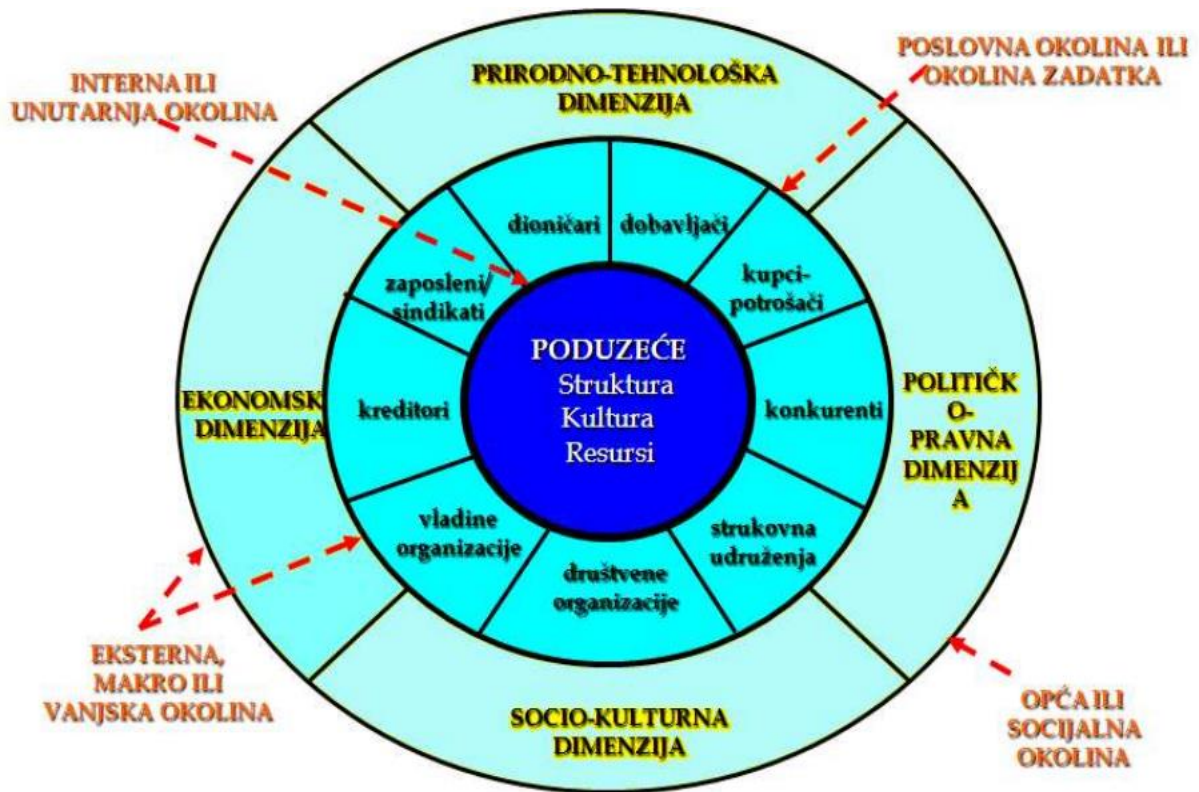 INTERNA ILI
UNUTARNJA OKOLINA
PRIRODNO-TEHNOLOŠKA
DIMENZIJA
POSLOVNA OKOLINA ILI
OKOLINA ZADATKA
dioničari
dobavljači
zaposleni/
sindikati
kupci-
potrošači
PODUZEĆE
Struktura
Kultura
Resursi
EKONOMSK
DIMENZIJA
kreditori
konkurenti
POLITIČK
O-
PRAVNA
DIMENZIJ
A
vladine
organizacije
društvene
organizacije
strukovna
udruženja
EKSTERNA,
MAKRO ILI
VANJSKA OKOLINA
SOCIO-KULTURNA
DIMENZIJA
OPĆA ILI
SOCIJALNA
OKOLINA